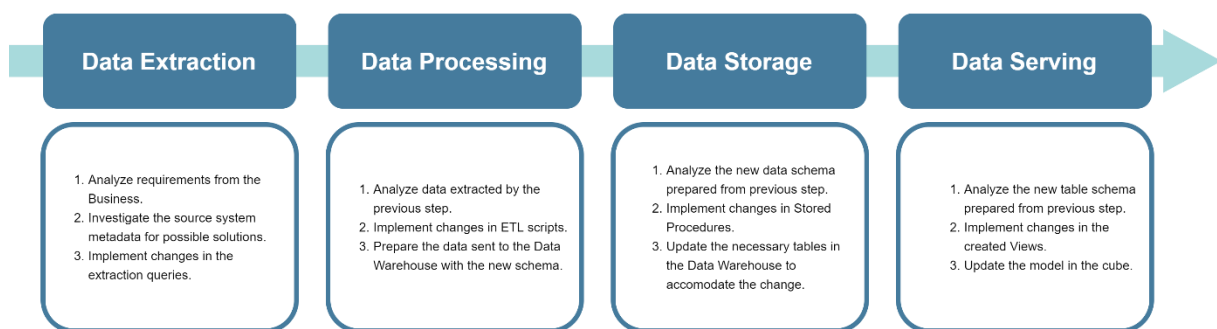 Data Extraction
Data Processing
Data Storage
Data Serving
1. Analyze requirements from the
Business.
2. Investigate the source system
metadata for possible solutions.
3. Implement changes in the
extraction queries.
1. Analyze data extracted by the
previous step.
2. Implement changes in ETL scripts.
3. Prepare the data sent to the Data
Warehouse with the new schema.
1. Analyze the new data schema
prepared from previous step.
2. Implement changes in Stored
Procedures.
3. Update the necessary tables in
the Data Warehouse to
accomodate the change.
1. Analyze the new table schema
prepared from previous step.
2. Implement changes in the
created Views.
3. Update the model in the cube.